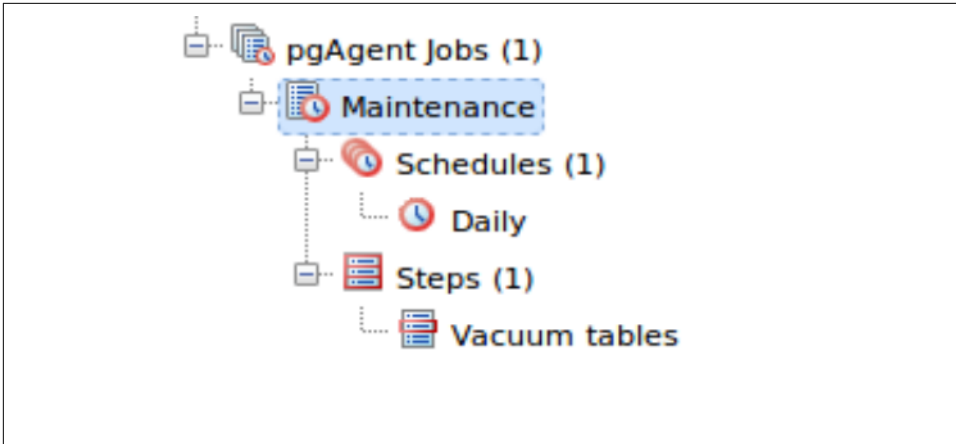 pgAgent Jobs (1)
Maintenance
Schedules (1)
Daily
Steps (1)
Vacuum tables